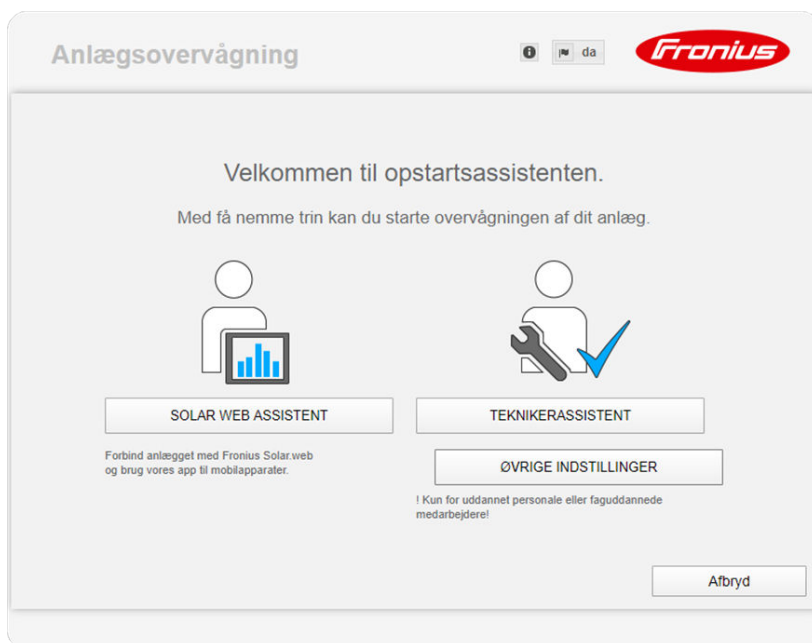 Anlægsovervågning
da
Fronius
Velkommen til opstartsassistenten.
Med få nemme trin kan du starte overvågningen af dit anlæg.
SOLAR WEB ASSISTENT
Forbind anlægget med Fronius Solar.web
og brug vores app til mobilapparater.
TEKNIKERASSISTENT
ØVRIGE INDSTILLINGER
! Kun for uddannet personale eller faguddannede
medarbejdere!
Afbryd